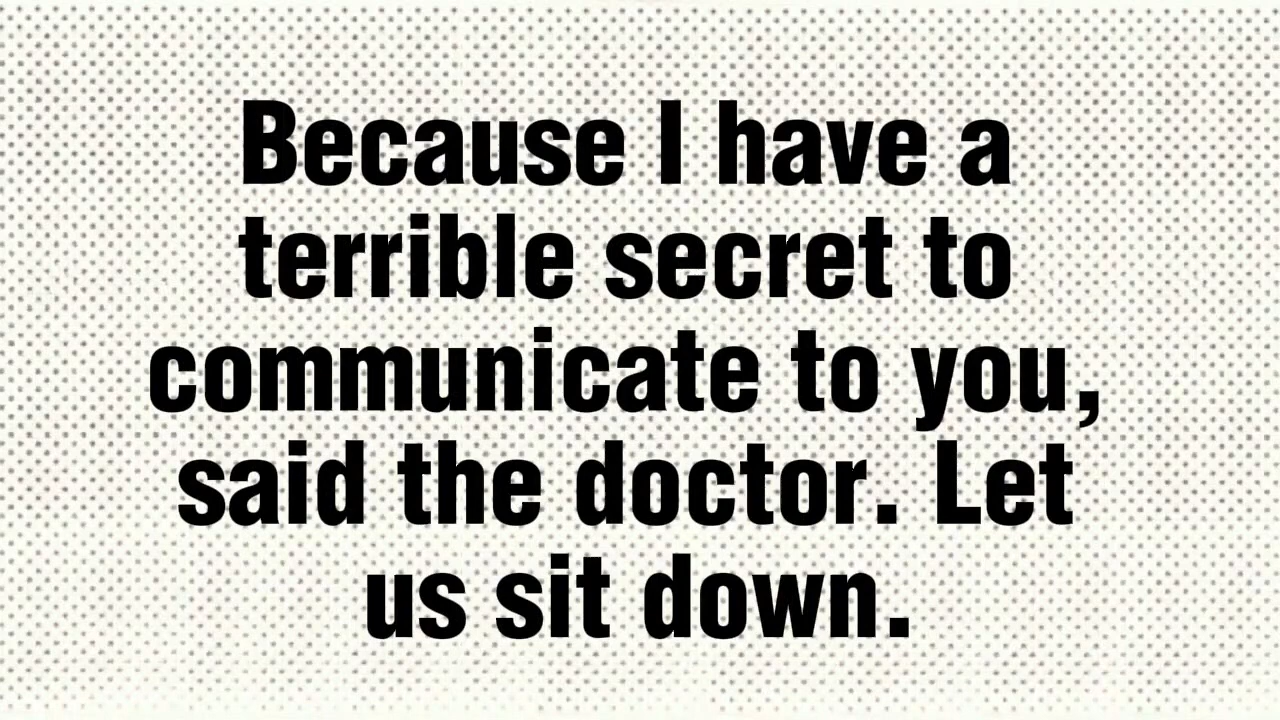 Because I have a
terrible secret to
communicate to you,
said the doctor. Let
us sit down.